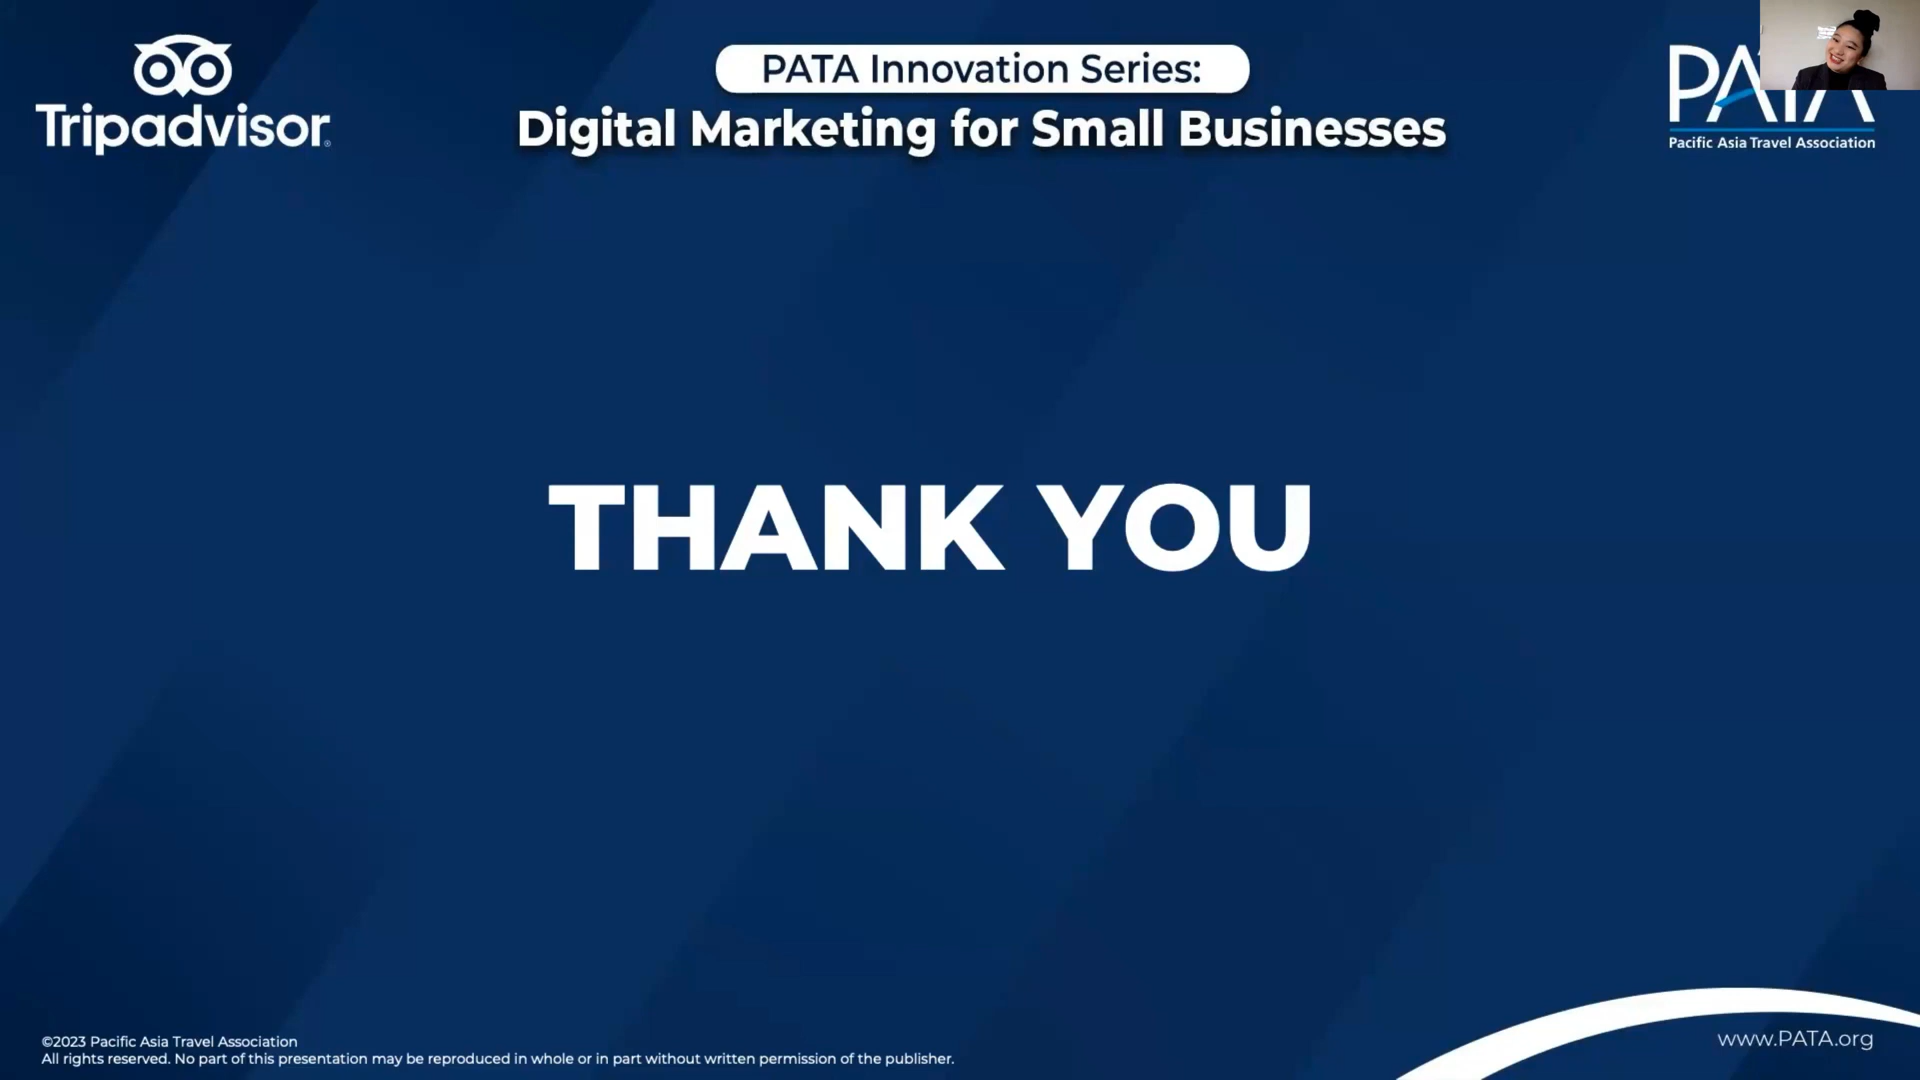 Tripadvisor®
PATA Innovation Series:
Digital Marketing for Small Businesses
PATA
Pacific Asia Travel Association
THANK YOU
©2023 Pacific Asia Travel Association
All rights reserved. No part of this presentation may be reproduced in whole or in part without written permission of the publisher.
www.PATA.org